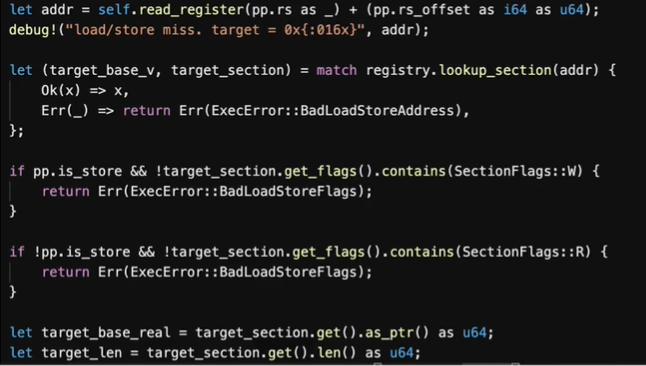 let addr = self.read_register(pp.rs as _) + (pp.rs_offset as i64 as u64);
debug!("load/store miss. target = 0x{:016x}", addr);
let (target_base_v, target_section) = match registry.lookup_section(addr) {
    Ok(x) => x,
    Err(_) => return Err(ExecError::BadLoadStoreAddress),
};
if pp.is_store && !target_section.get_flags().contains(SectionFlags::W) {
    return Err(ExecError::BadLoadStoreFlags);
}
if !pp.is_store && !target_section.get_flags().contains(SectionFlags::R) {
    return Err(ExecError::BadLoadStoreFlags);
}
let target_base_real = target_section.get().as_ptr() as u64;
let target_len = target_section.get().len() as u64;